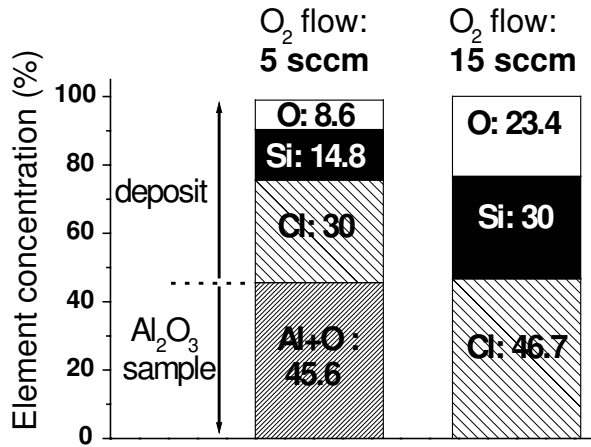 O₂ flow:
5 sccm
O₂ flow:
15 sccm
Element concentration (%)
100
80
60
40
20
0
deposit
Al₂O₃
sample
O: 8.6
Si: 14.8
Cl: 30
Al+O :
45.6
O: 23.4
Si: 30
Cl: 46.7